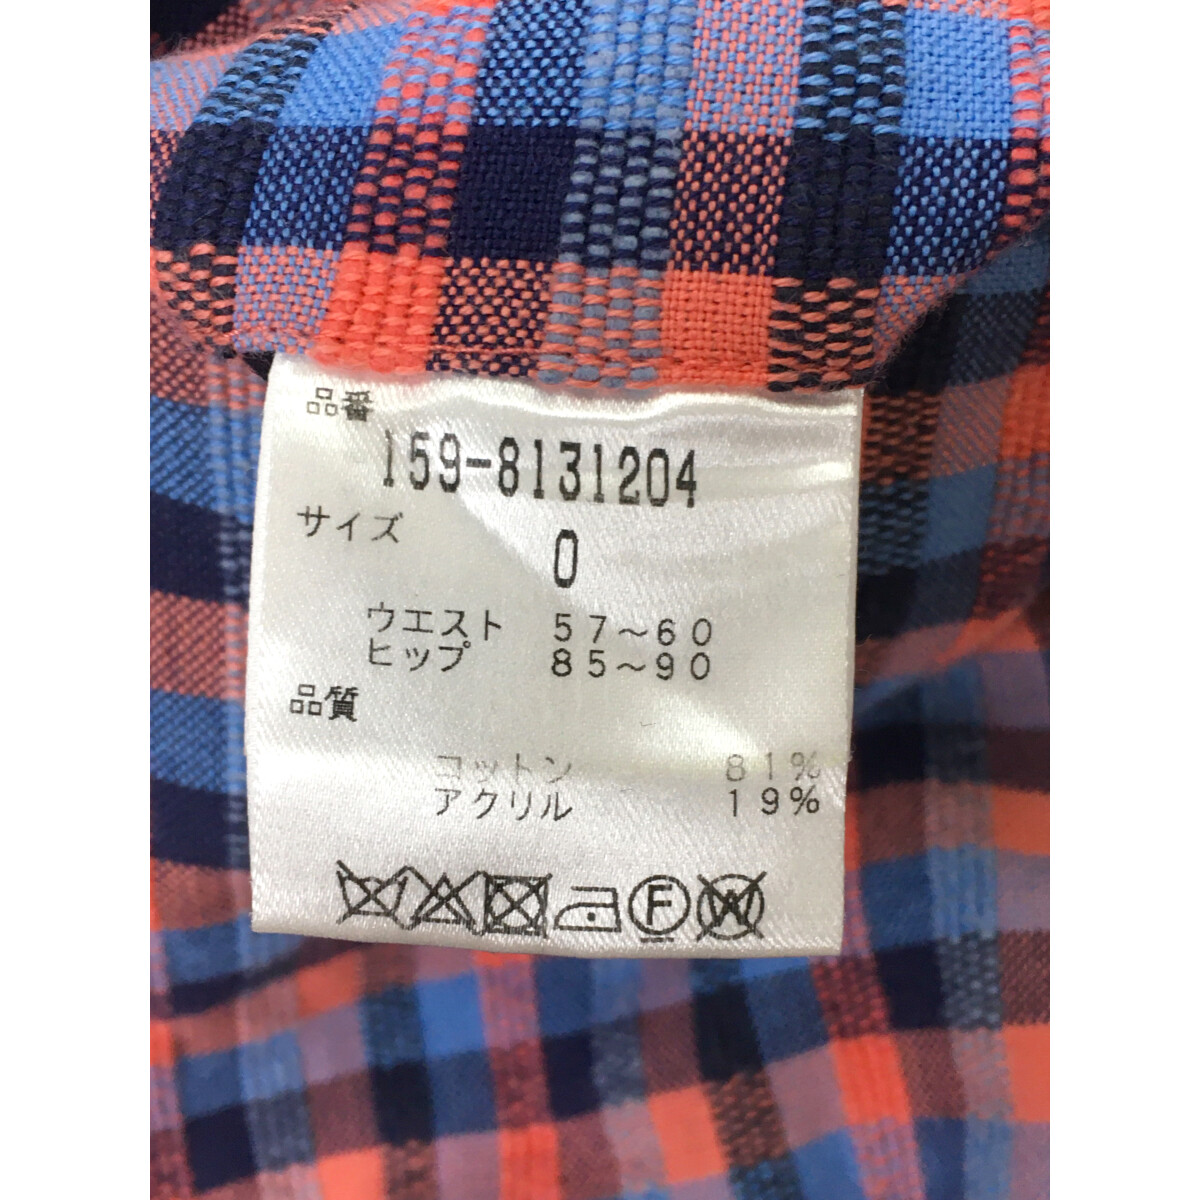 品番
159-8131204
サイズ 0
ウエスト 57～60
ヒップ 85～90
品質
コットン 81%
アクリル 19%
F W